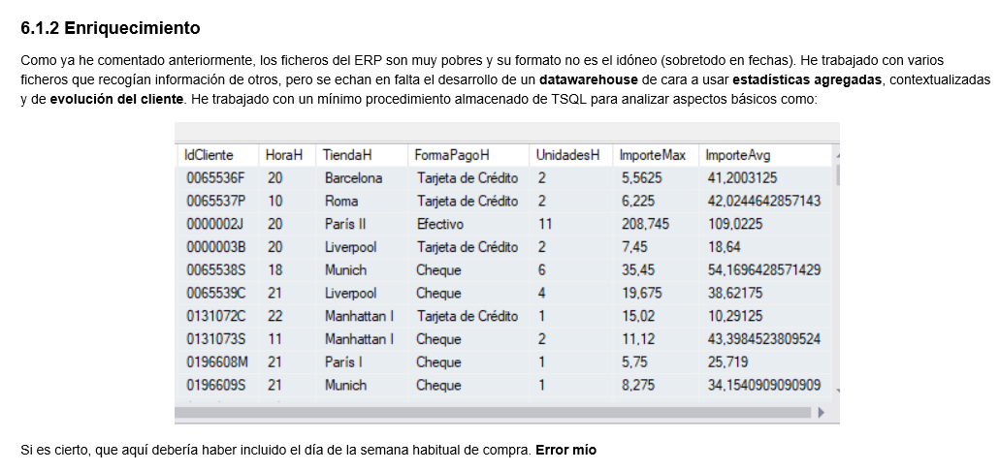 6.1.2 Enriquecimiento
Como ya he comentado anteriormente, los ficheros del ERP son muy pobres y su formato no es el idóneo (sobretodo en fechas). He trabajado con varios
ficheros que recogían información de otros, pero se echan en falta el desarrollo de un datawarehouse de cara a usar estadísticas agregadas, contextualizadas
y de evolución del cliente. He trabajado con un mínimo procedimiento almacenado de TSQL para analizar aspectos básicos como:
IdCliente HoraH TiendaH FormaPagoH UnidadesH ImporteMax ImporteAvg
0065536F 20 Barcelona Tarjeta de Crédito 2 5,5625 41,2003125
0065537P 10 Roma Tarjeta de Crédito 2 6,225 42,0244642857143
0000002J 20 París II Efectivo 11 208,745 109,0225
0000003B 20 Liverpool Tarjeta de Crédito 2 7,45 18,64
0065538S 18 Munich Cheque 6 35,45 54,1696428571429
0065539C 21 Liverpool Cheque 4 19,675 38,62175
0131072C 22 Manhattan I Tarjeta de Crédito 1 15,02 10,29125
0131073S 11 Manhattan I Cheque 2 11,12 43,3984523809524
0196608M 21 París I Cheque 1 5,75 25,719
0196609S 21 Munich Cheque 1 8,275 34,1540909090909
Si es cierto, que aquí debería haber incluido el día de la semana habitual de compra. Error mío